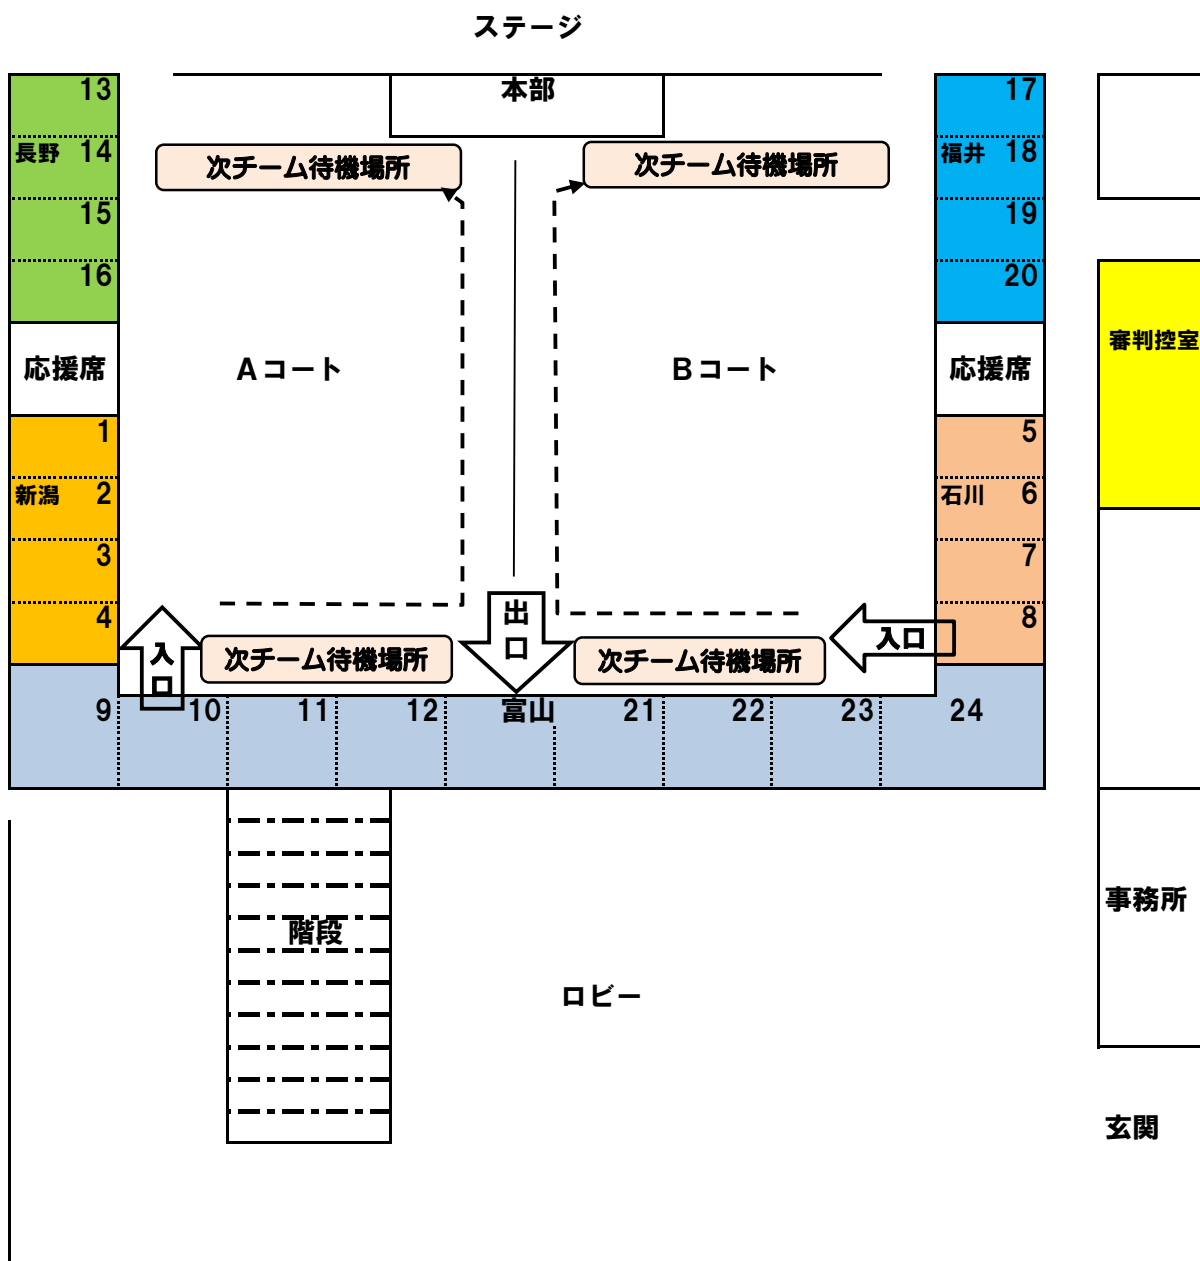 ステージ
本部
13
長野 14
15
16
次チーム待機場所
次チーム待機場所
17
福井 18
19
20
応援席
Aコート
Bコート
応援席
審判控室
1
新潟 2
3
4
5
石川 6
7
8
入口
次チーム待機場所
出口
次チーム待機場所
入口
9 10 11 12 富山 21 22 23 24
階段
ロビー
事務所
玄関